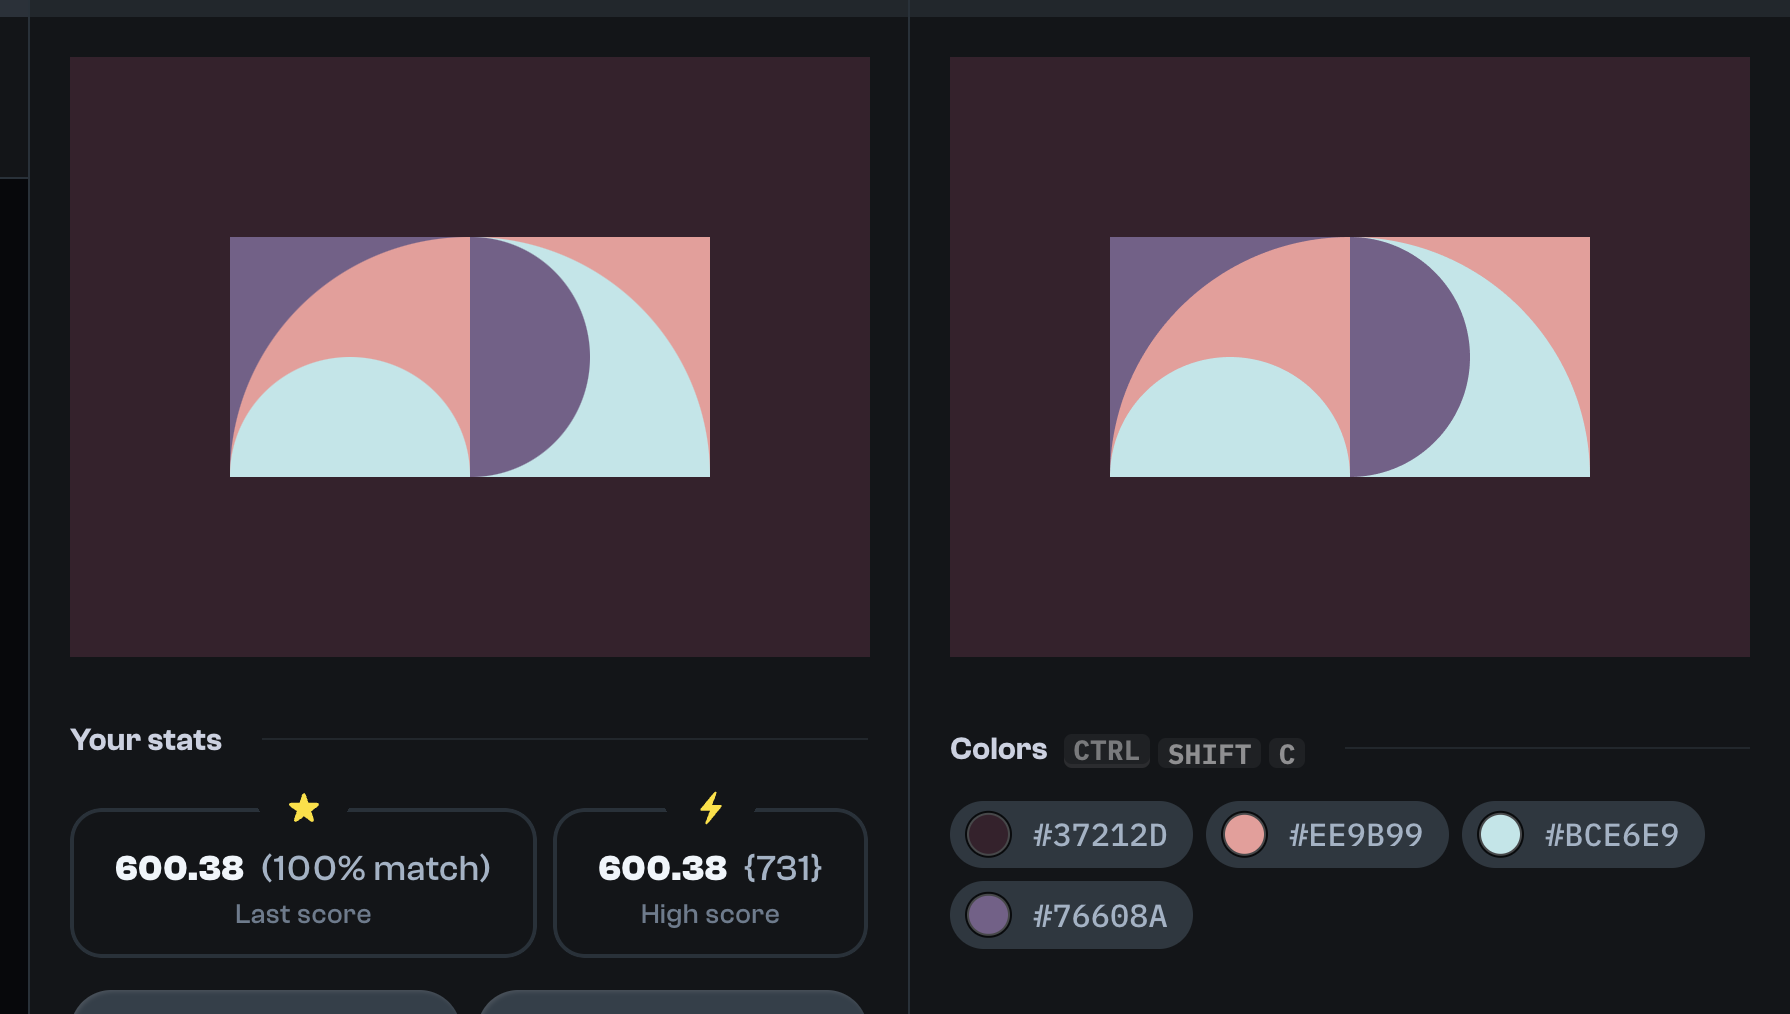 Your stats
600.38 (100% match)
Last score
600.38 {731}
High score
Colors CTRL SHIFT C
#37212D
#EE9B99
#BCE6E9
#76608A